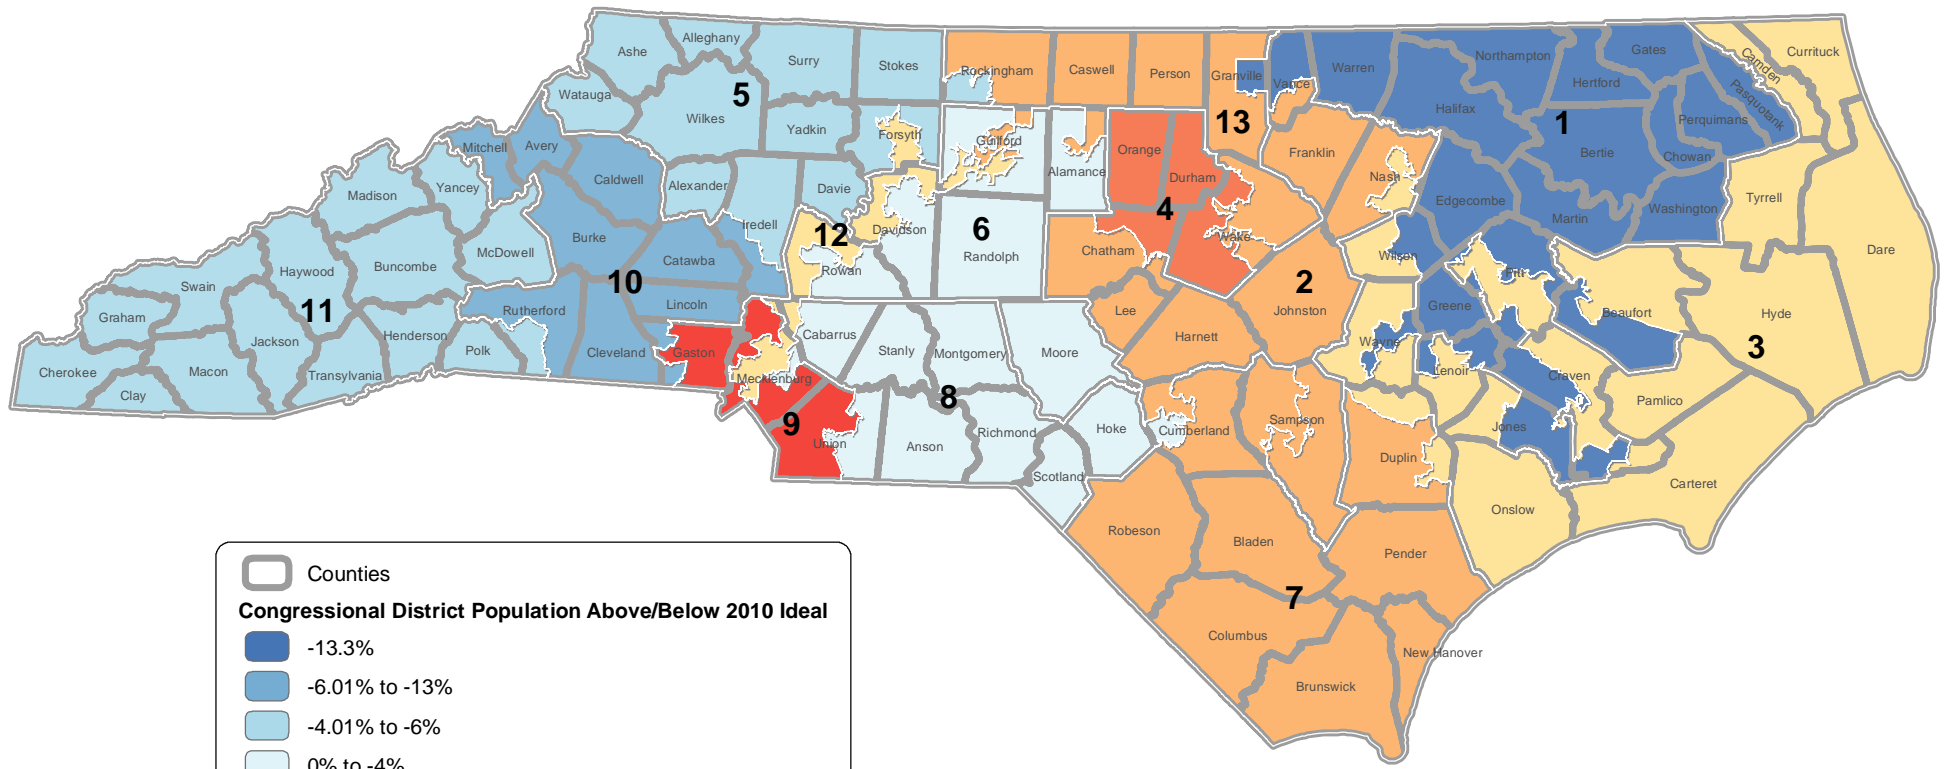 Ashe
Alleghany
Surry
Stokes
Rockingham
Caswell
Person
Granville
Vance
Warren
Northampton
Gates
Camden
Currituck
Watauga
5
Wilkes
Yadkin
Forsyth
Guilford
Alamance
Orange
Durham
13
Franklin
Nash
Halifax
Hertford
1
Bertie
Perquimans
Pasquotank
Chowan
Mitchell
Avery
Caldwell
Alexander
Iredell
Davie
Madison
Yancey
12
Davidson
Rowan
6
Randolph
Chatham
4
Wake
Edgecombe
Martin
Washington
Tyrrell
Dare
McDowell
Burke
Catawba
Buncombe
Haywood
Swain
10
Lincoln
Rutherford
Wilson
Pitt
2
Johnston
Lee
Harnett
Greene
Beaufort
Hyde
3
Graham
11
Jackson
Henderson
Polk
Cleveland
Gaston
Mecklenburg
Cabarrus
Stanly
Montgomery
Moore
Wayne
Lenoir
Craven
Pamlico
Cherokee
Macon
Transylvania
Clay
9
Union
8
Anson
Richmond
Hoke
Scotland
Cumberland
Sampson
Duplin
Jones
Carteret
Onslow
Robeson
Bladen
Pender
7
Columbus
New Hanover
Brunswick
Counties
Congressional District Population Above/Below 2010 Ideal
-13.3%
-6.01% to -13%
-4.01% to -6%
0% to -4%